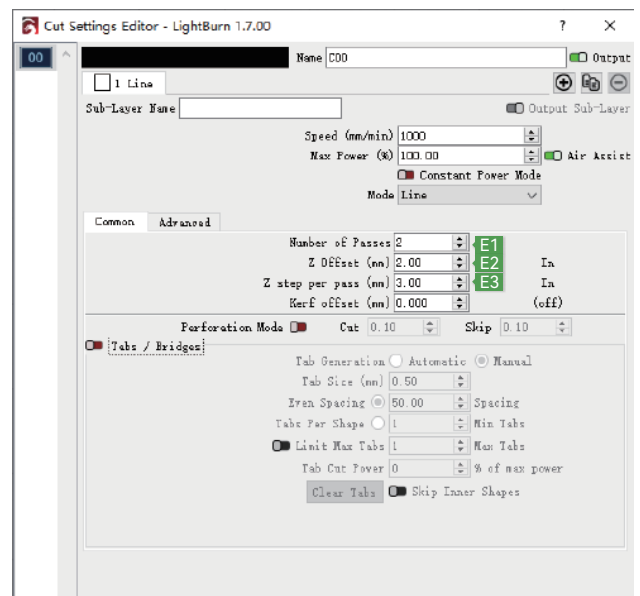 Cut Settings Editor - LightBurn 1.7.00 ? ×
00 Name C00 Output
1 Line
Sub-Layer Name Output Sub-Layer
Speed (mm/min) 1000
Max Power (%) 100.00 Air Assist
Constant Power Mode
Mode Line
Common Advanced
Number of Passes 2 E1
Z Offset (mm) 2.00 E2 In
Z step per pass (mm) 3.00 E3 In
Kerf offset (mm) 0.000 (off)
Perforation Mode Cut 0.10 Skip 0.10
Tabs / Bridges
Tab Generation Automatic Manual
Tab Size (mm) 0.50
Even Spacing 50.00 Spacing
Tabs Per Shape 1 Min Tabs
Limit Max Tabs 1 Max Tabs
Tab Cut Power 0 % of max power
Clear Tabs Skip Inner Shapes